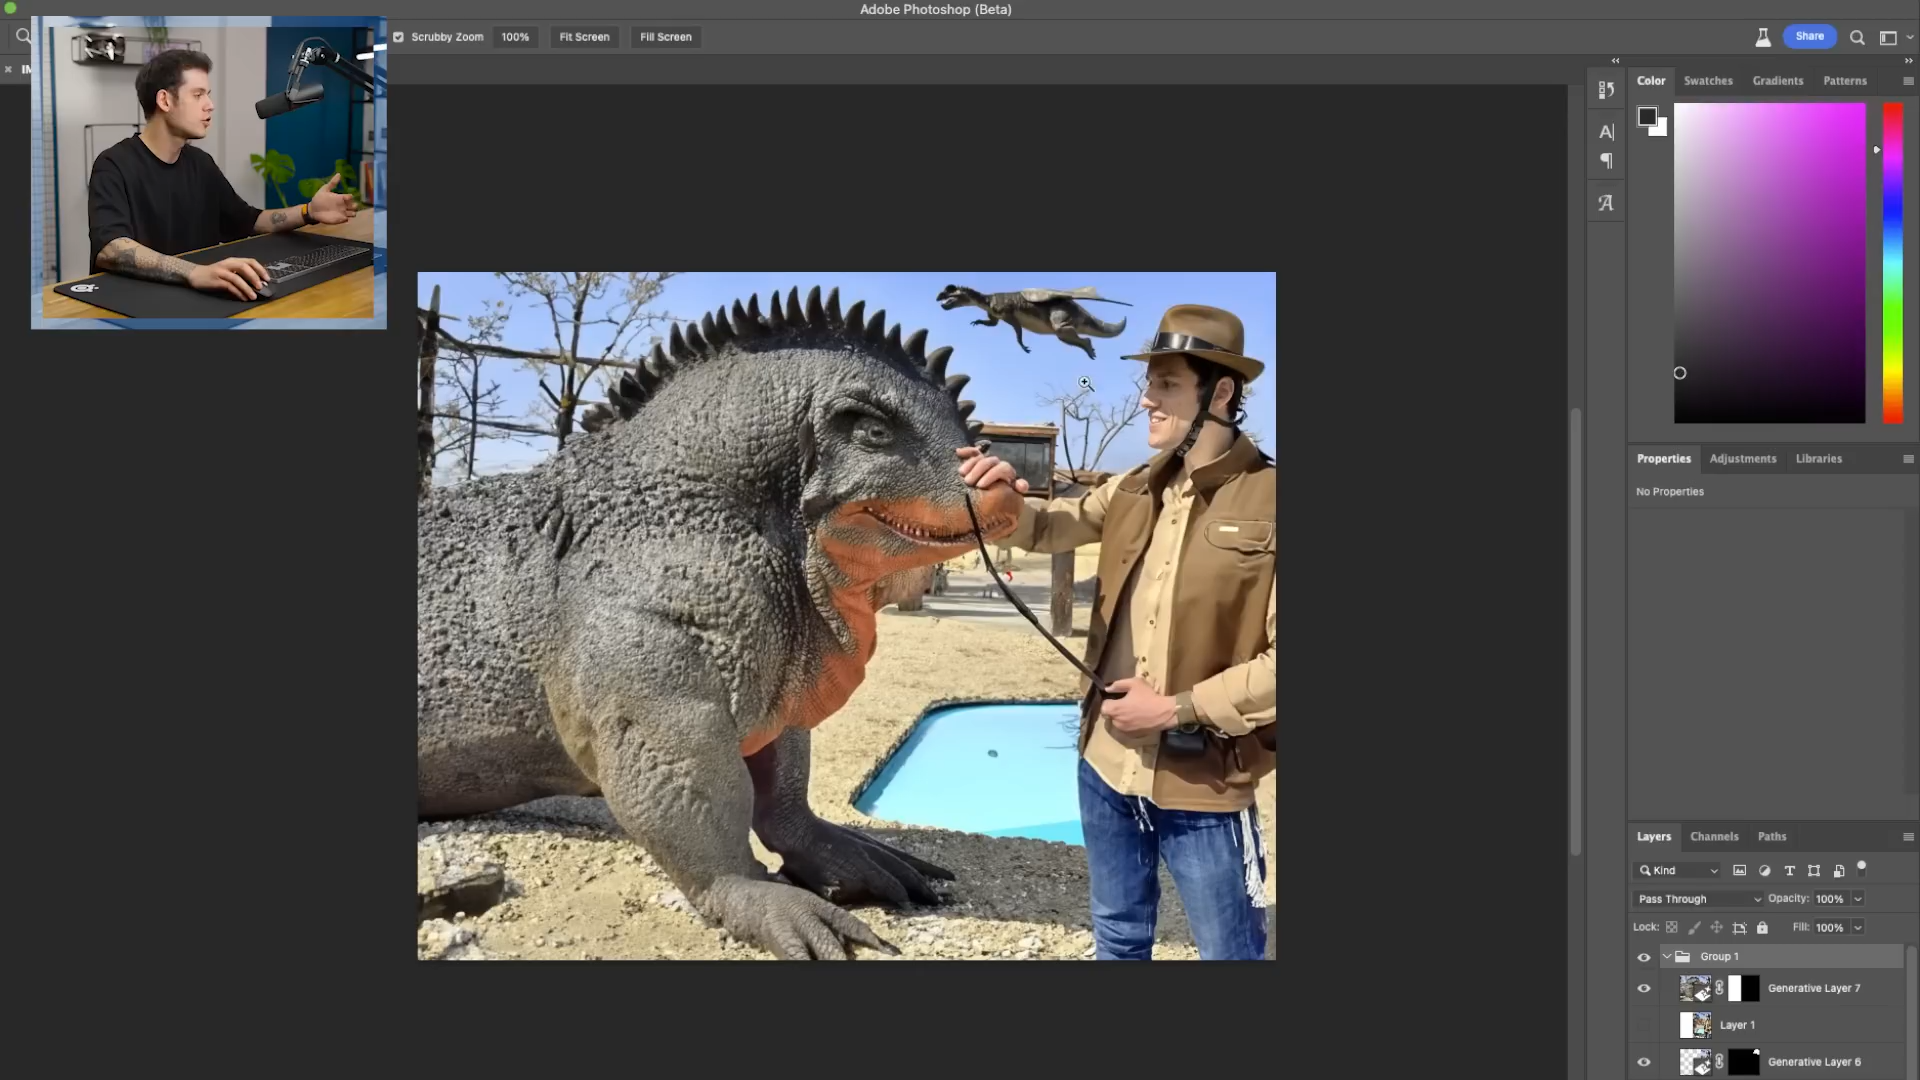 Adobe Photoshop (Beta)
Scrubby Zoom
100%
Fit Screen
Fill Screen
Share
Color
Swatches
Gradients
Patterns
Properties
Adjustments
Libraries
No Properties
Layers
Channels
Paths
Kind
Pass Through
Opacity: 100%
Lock:
Fill: 100%
Group 1
Generative Layer 7
Layer 1
Generative Layer 6